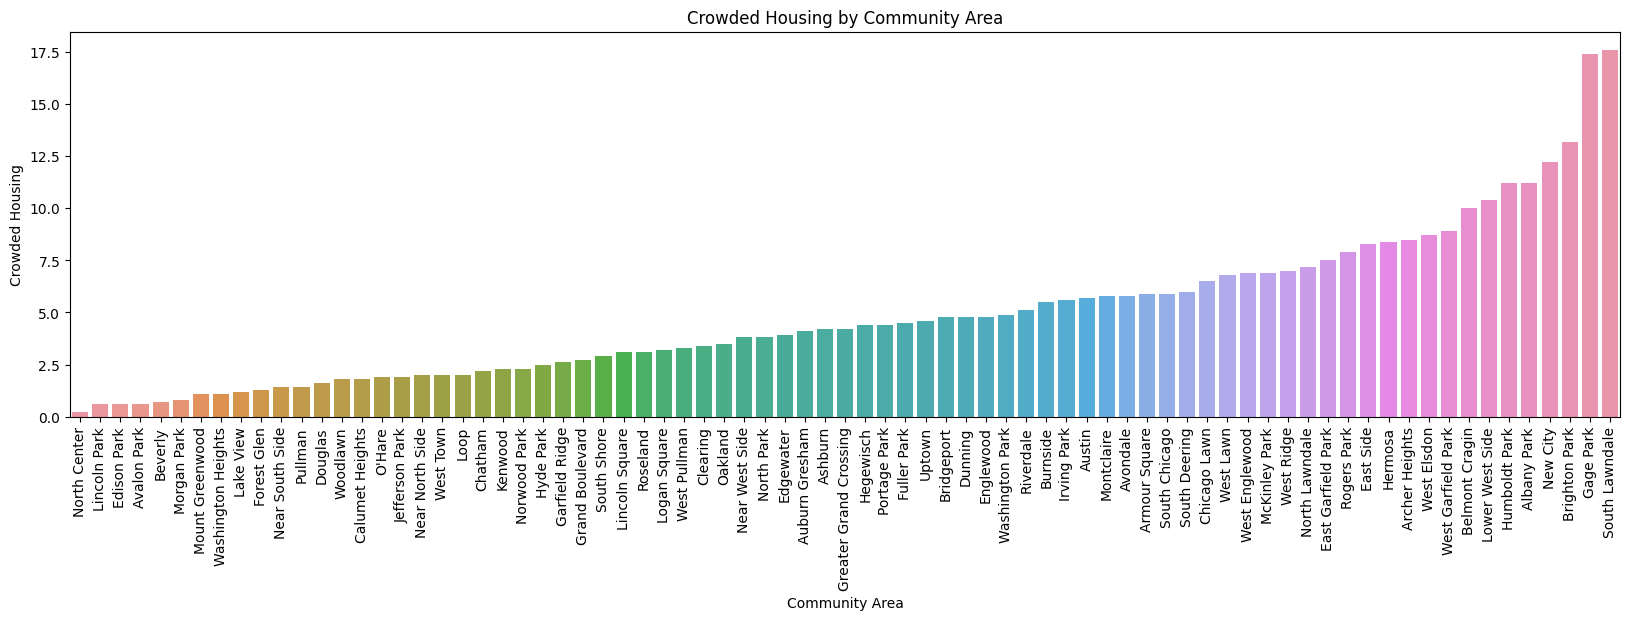 Crowded Housing by Community Area
Crowded Housing
17.5
15.0
12.5
10.0
7.5
5.0
2.5
0.0
North Center
Lincoln Park
Edison Park
Avalon Park
Beverly
Morgan Park
Mount Greenwood
Washington Heights
Lake View
Forest Glen
Near South Side
Pullman
Douglas
Woodlawn
Calumet Heights
O'Hare
Jefferson Park
Near North Side
West Town
Loop
Chatham
Kenwood
Norwood Park
Hyde Park
Garfield Ridge
Grand Boulevard
South Shore
Lincoln Square
Roseland
Logan Square
West Pullman
Clearing
Oakland
Near West Side
North Park
Edgewater
Auburn Gresham
Ashburn
Greater Grand Crossing
Hegewisch
Portage Park
Fuller Park
Uptown
Bridgeport
Dunning
Englewood
Washington Park
Riverdale
Burnside
Irving Park
Austin
Montclaire
Avondale
Armour Square
South Chicago
South Deering
Chicago Lawn
West Lawn
West Englewood
McKinley Park
West Ridge
North Lawndale
East Garfield Park
Rogers Park
East Side
Hermosa
Archer Heights
West Elsdon
West Garfield Park
Belmont Cragin
Lower West Side
Humboldt Park
Albany Park
New City
Brighton Park
Gage Park
South Lawndale
Community Area